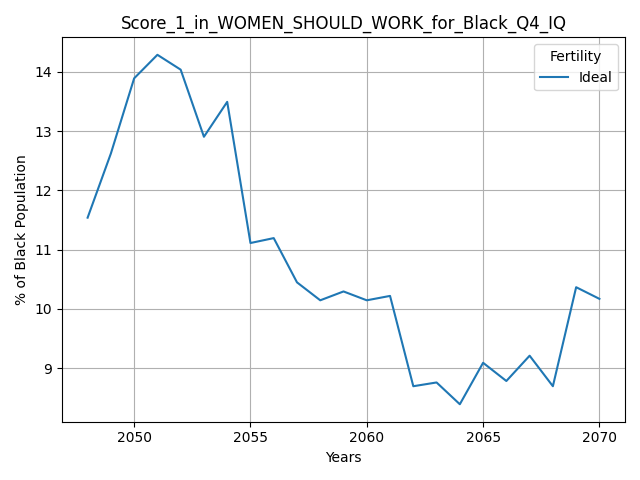 Score_1_in_WOMEN_SHOULD_WORK_for_Black_Q4_IQ
Fertility
Ideal
% of Black Population
14
13
12
11
10
9
2050 2055 2060 2065 2070
Years